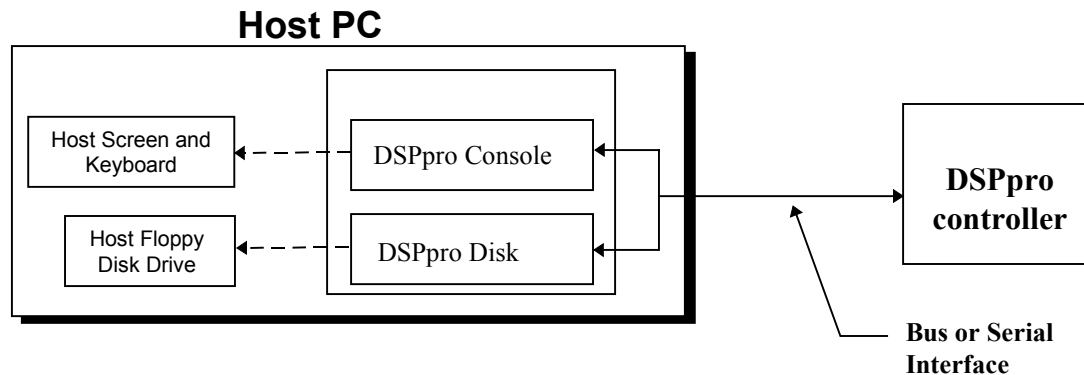 Host PC
Host Screen and
Keyboard
DSPpro Console
Host Floppy
Disk Drive
DSPpro Disk
DSPpro
controller
Bus or Serial
Interface